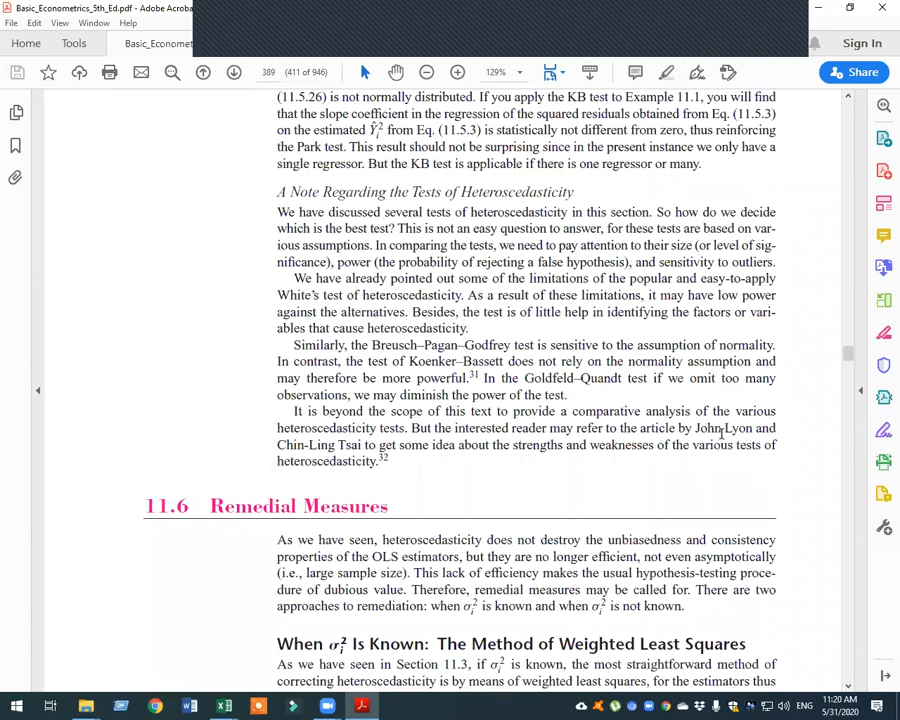 Basic_Econometrics_5th_Ed.pdf - Adobe Acroba
File Edit View Window Help
Home Tools Basic_Economet Sign In
389 (411 of 946) 129% Share
(11.5.26) is not normally distributed. If you apply the KB test to Example 11.1, you will find
that the slope coefficient in the regression of the squared residuals obtained from Eq. (11.5.3)
on the estimated Ŷᵢ² from Eq. (11.5.3) is statistically not different from zero, thus reinforcing
the Park test. This result should not be surprising since in the present instance we only have a
single regressor. But the KB test is applicable if there is one regressor or many.
A Note Regarding the Tests of Heteroscedasticity
We have discussed several tests of heteroscedasticity in this section. So how do we decide
which is the best test? This is not an easy question to answer, for these tests are based on var-
ious assumptions. In comparing the tests, we need to pay attention to their size (or level of sig-
nificance), power (the probability of rejecting a false hypothesis), and sensitivity to outliers.
We have already pointed out some of the limitations of the popular and easy-to-apply
White's test of heteroscedasticity. As a result of these limitations, it may have low power
against the alternatives. Besides, the test is of little help in identifying the factors or vari-
ables that cause heteroscedasticity.
Similarly, the Breusch–Pagan–Godfrey test is sensitive to the assumption of normality.
In contrast, the test of Koenker–Bassett does not rely on the normality assumption and
may therefore be more powerful.³¹ In the Goldfeld–Quandt test if we omit too many
observations, we may diminish the power of the test.
It is beyond the scope of this text to provide a comparative analysis of the various
heteroscedasticity tests. But the interested reader may refer to the article by John Lyon and
Chin-Ling Tsai to get some idea about the strengths and weaknesses of the various tests of
heteroscedasticity.³²
11.6 Remedial Measures
As we have seen, heteroscedasticity does not destroy the unbiasedness and consistency
properties of the OLS estimators, but they are no longer efficient, not even asymptotically
(i.e., large sample size). This lack of efficiency makes the usual hypothesis-testing proce-
dure of dubious value. Therefore, remedial measures may be called for. There are two
approaches to remediation: when σᵢ² is known and when σᵢ² is not known.
When σᵢ² Is Known: The Method of Weighted Least Squares
As we have seen in Section 11.3, if σᵢ² is known, the most straightforward method of
correcting heteroscedasticity is by means of weighted least squares, for the estimators thus
ENG 11:20 AM
5/31/2020